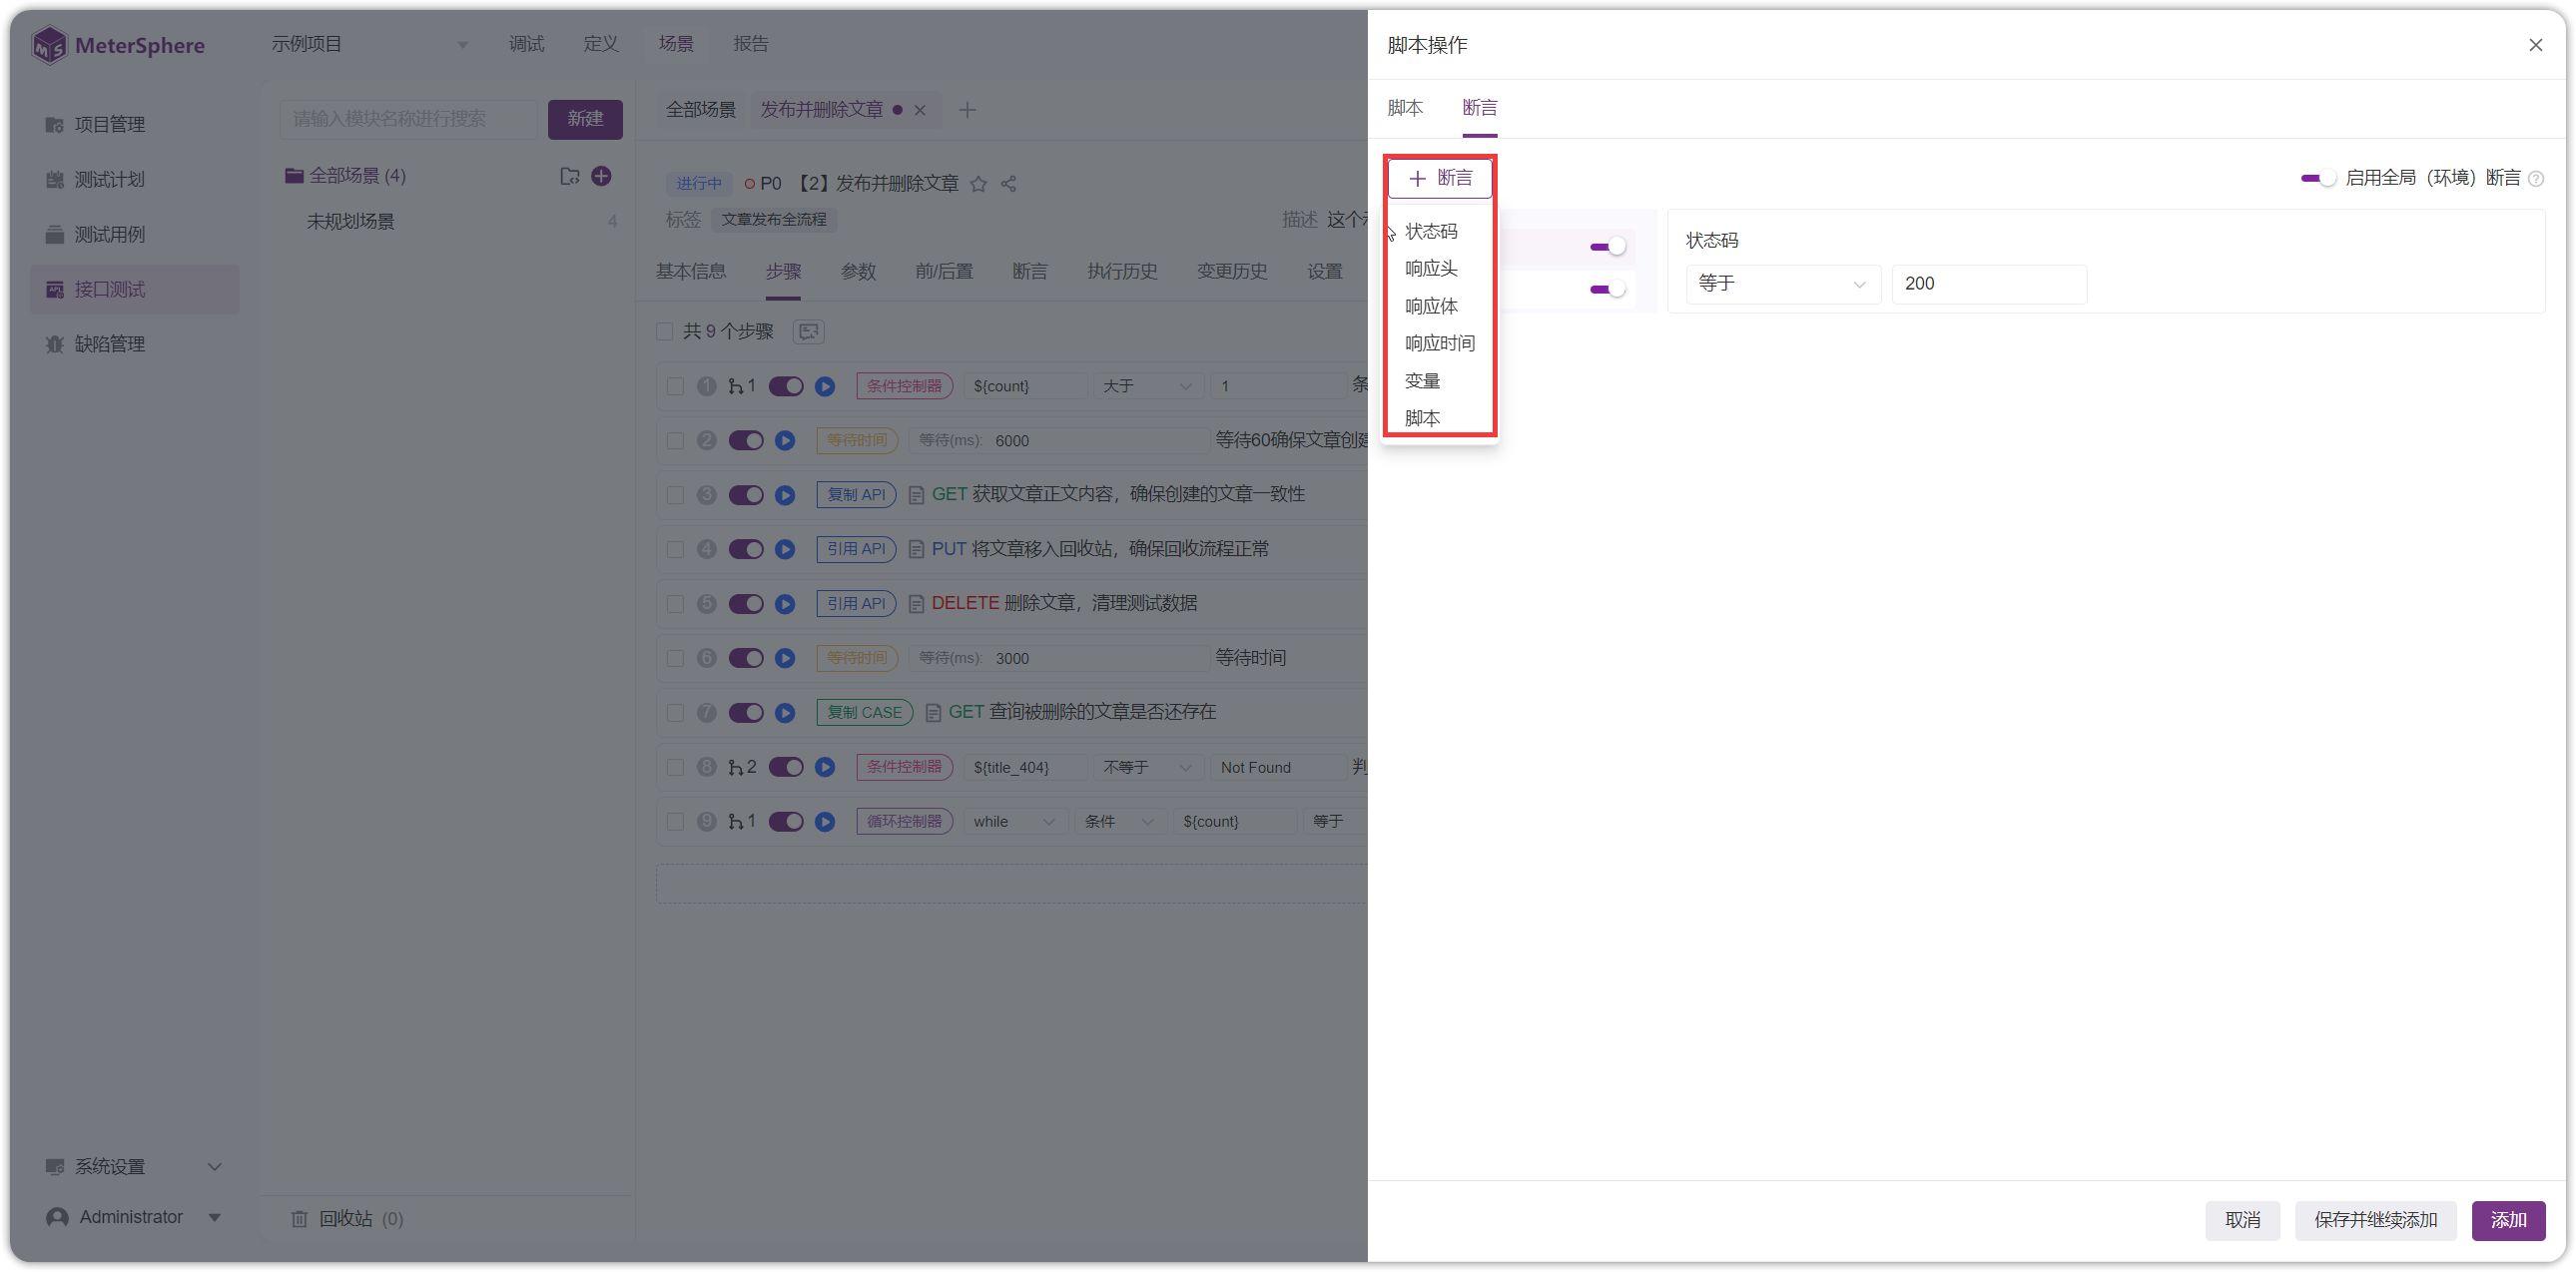 MeterSphere
示例项目
调试 定义 场景 报告
项目管理
测试计划
测试用例
接口测试
缺陷管理
系统设置
Administrator
请输入模块名称进行搜索 新建
全部场景 (4)
未规划场景 4
回收站 (0)
全部场景 发布并删除文章
进行中 P0 【2】发布并删除文章
标签 文章发布全流程 描述 这个
基本信息 步骤 参数 前/后置 断言 执行历史 变更历史 设置
共 9 个步骤
1 1 条件控制器 ${count} 大于 1 条
2 等待时间 等待(ms): 6000 等待60确保文章创建
3 复制 API GET 获取文章正文内容，确保创建的文章一致性
4 引用 API PUT 将文章移入回收站，确保回收流程正常
5 引用 API DELETE 删除文章，清理测试数据
6 等待时间 等待(ms): 3000 等待时间
7 复制 CASE GET 查询被删除的文章是否还存在
8 2 条件控制器 ${title_404} 不等于 Not Found 判
9 1 循环控制器 while 条件 ${count} 等于
脚本操作
脚本 断言
断言
启用全局（环境）断言
状态码
响应头
响应体
响应时间
变量
脚本
状态码
等于 200
取消 保存并继续添加 添加